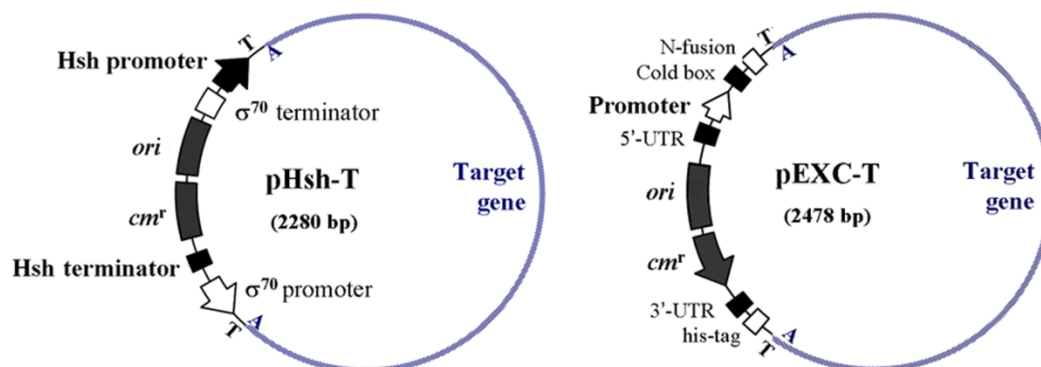 T
A
Hsh promoter
σ⁷⁰ terminator
ori
pHsh-T
(2280 bp)
Target
gene
cmʳ
Hsh terminator
σ⁷⁰ promoter
T
A
N-fusion
T
A
Cold box
Promoter
5'-UTR
ori
pEXC-T
(2478 bp)
Target
gene
cmʳ
3'-UTR
his-tag
T
A